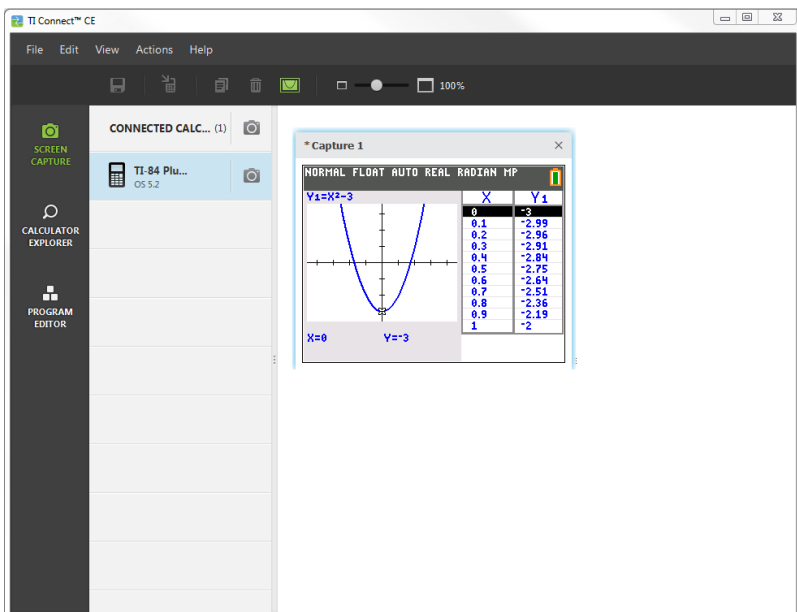 TI Connect™ CE
File Edit View Actions Help
100%
SCREEN
CAPTURE
CALCULATOR
EXPLORER
PROGRAM
EDITOR
CONNECTED CALC... (1)
TI-84 Plu...
OS 5.2
*Capture 1
NORMAL FLOAT AUTO REAL RADIAN MP
Y₁=X²-3
X Y₁
0 -3
0.1 -2.99
0.2 -2.96
0.3 -2.91
0.4 -2.84
0.5 -2.75
0.6 -2.64
0.7 -2.51
0.8 -2.36
0.9 -2.19
1 -2
X=0 Y=-3